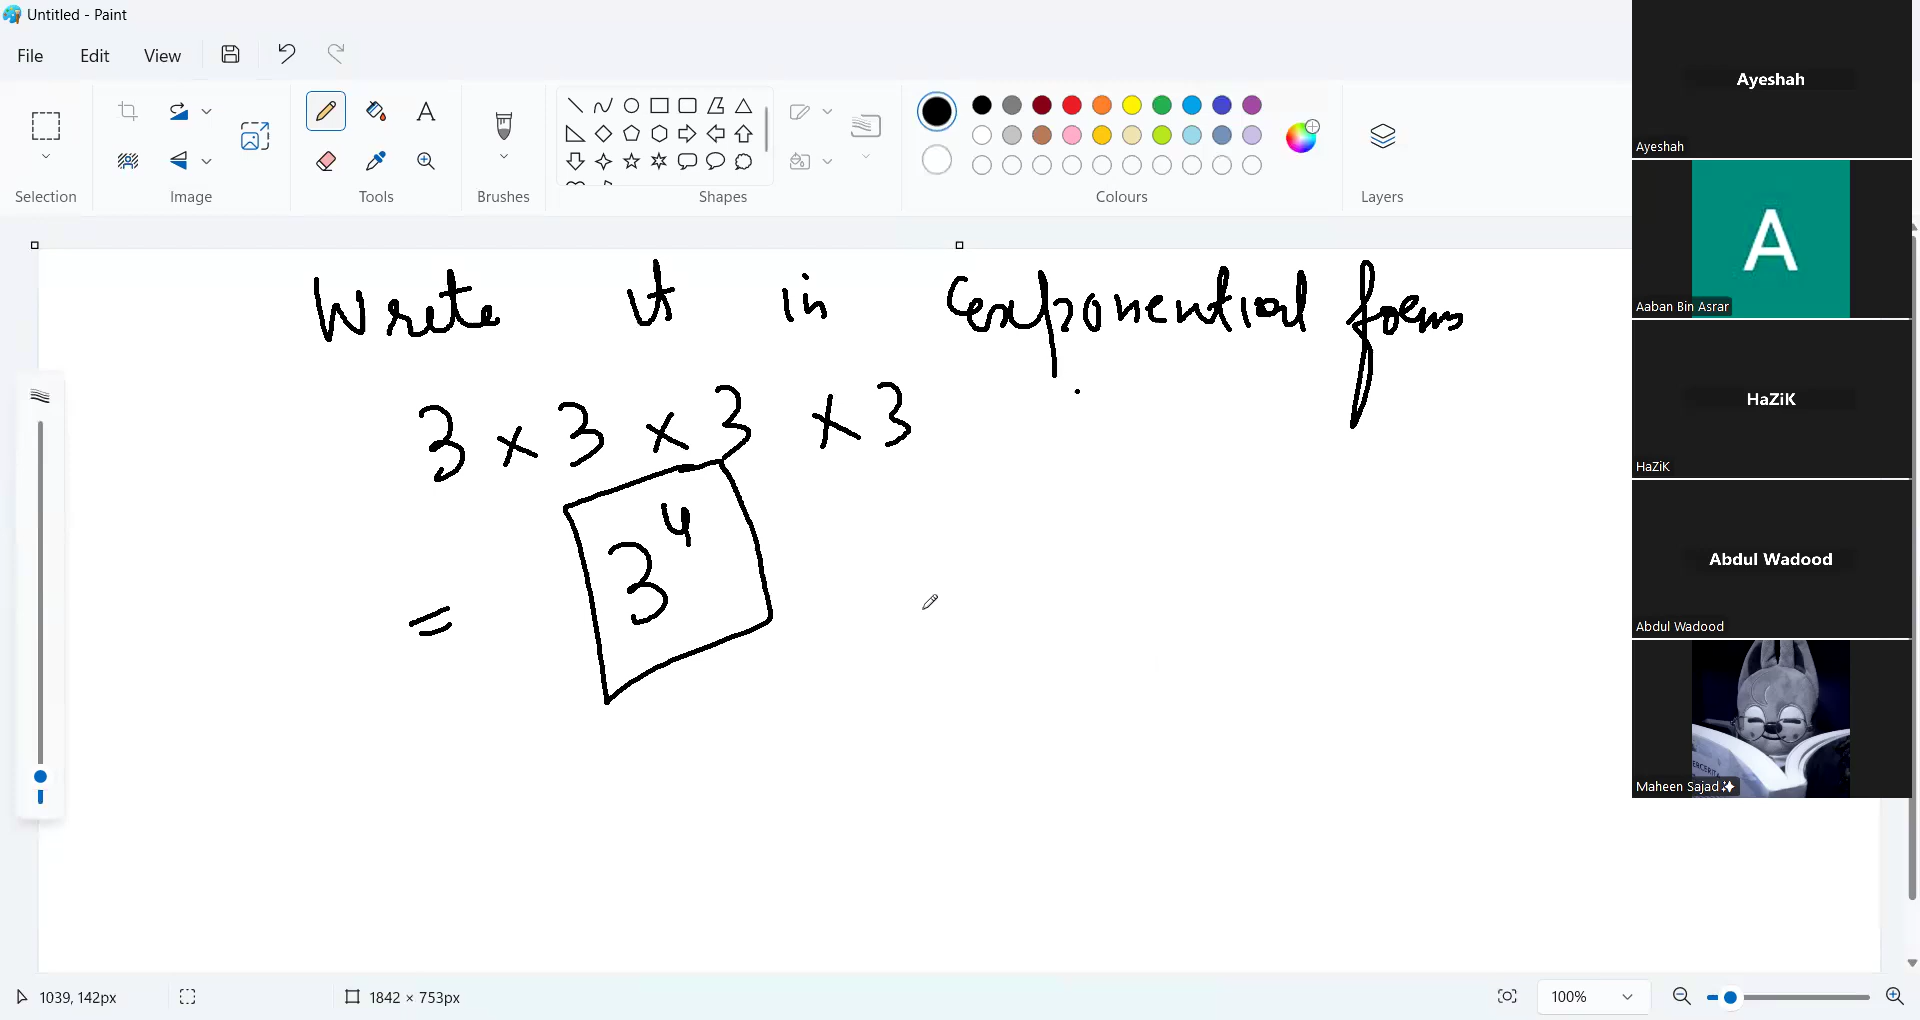 Untitled - Paint
File Edit View
Selection Image Tools Brushes Shapes Colours Layers
Write it in exponential form
3 × 3 × 3 × 3
= 3⁴
Ayeshah
Ayeshah
A
Aaban Bin Asrar
HaZiK
HaZiK
Abdul Wadood
Abdul Wadood
Maheen Sajad✨
1039, 142px 1842 × 753px 100%